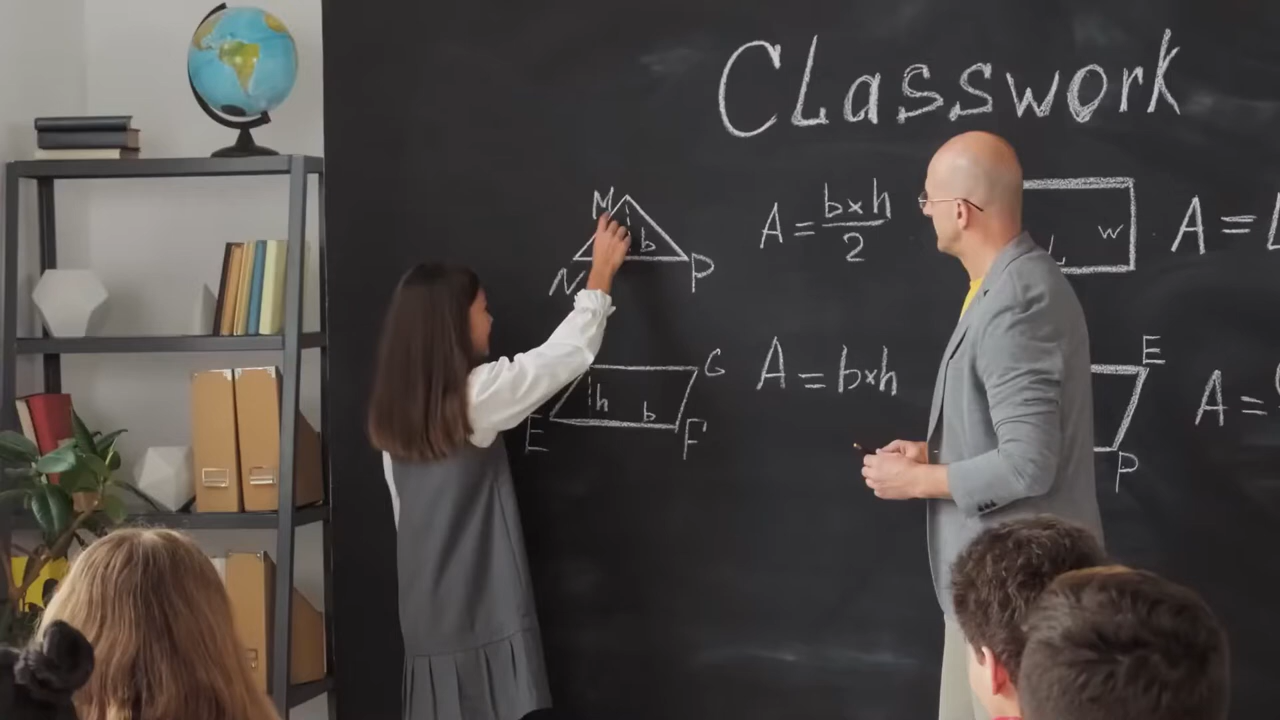 Classwork
M
b
N
P
A = b×h
2
L
w
A = L
G
h
b
E
F
A = b×h
E
P
A =